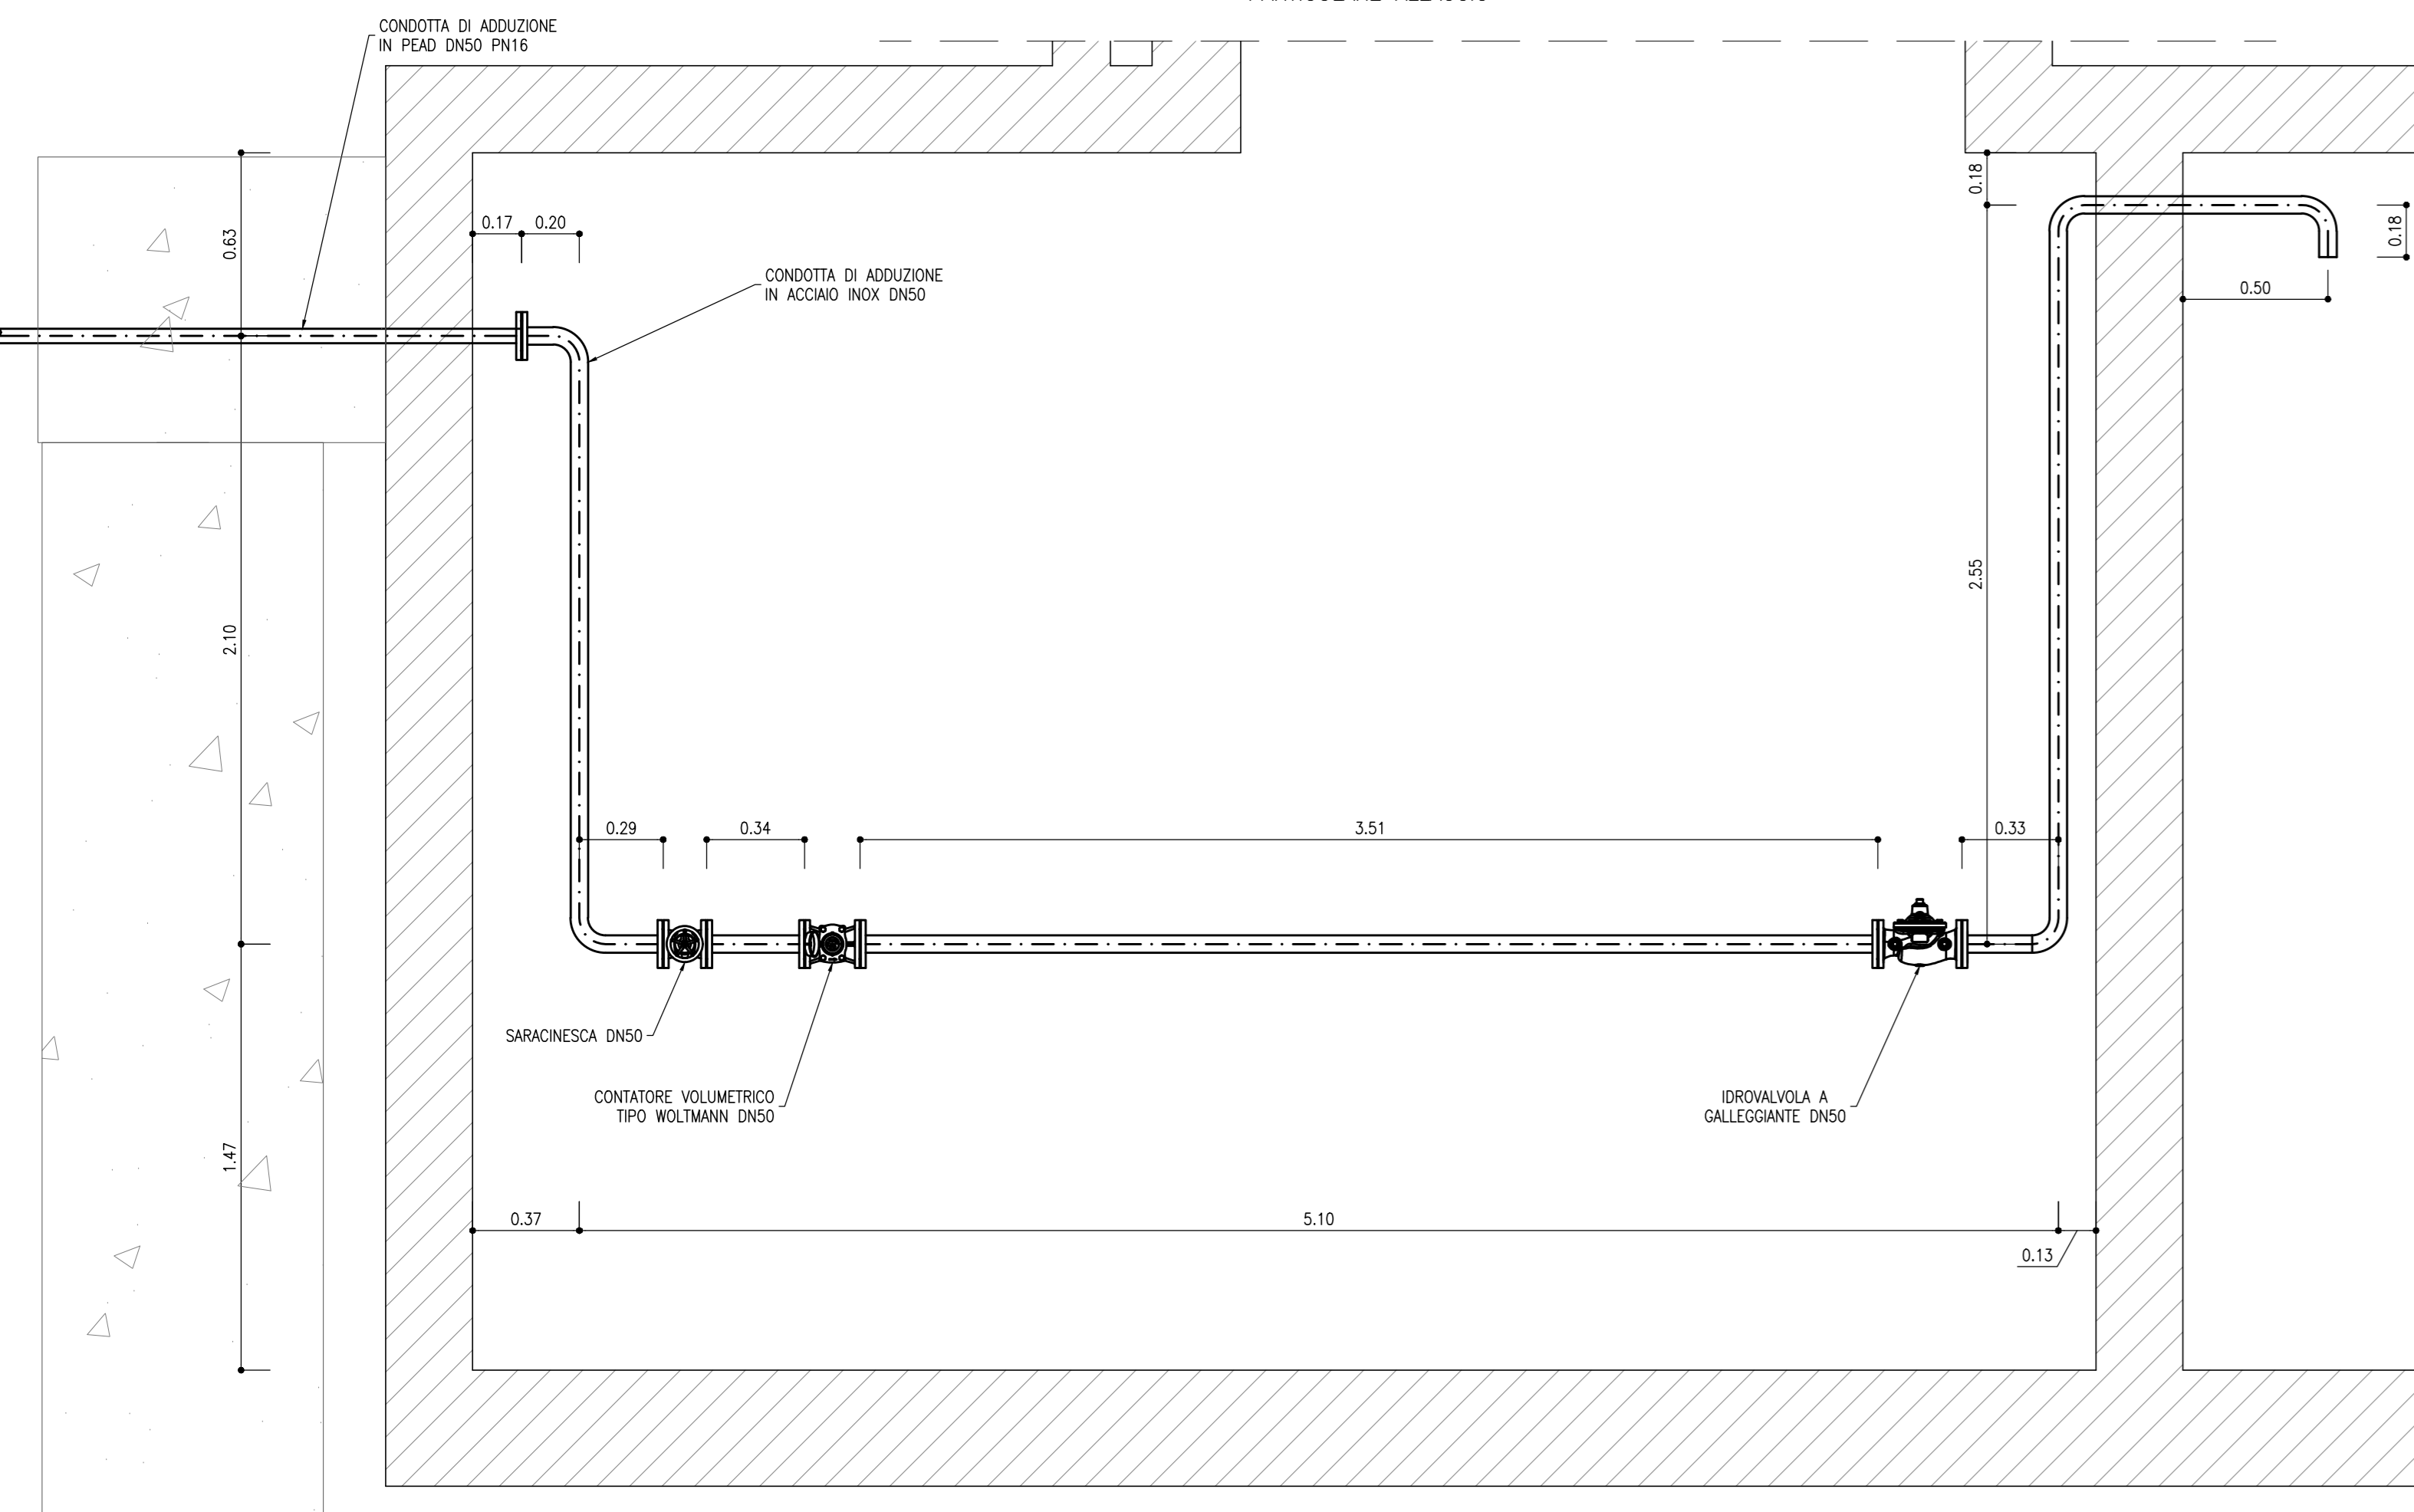 CONDOTTA DI ADDUZIONE
IN PEAD DN50 PN16
0.63
0.17
0.20
0.18
0.18
0.50
CONDOTTA DI ADDUZIONE
IN ACCIAIO INOX DN50
2.10
2.55
0.29
0.34
3.51
0.33
SARACINESCA DN50
CONTATORE VOLUMETRICO
TIPO WOLTMANN DN50
IDROVALVOLA A
GALLEGGIANTE DN50
1.47
0.37
5.10
0.13